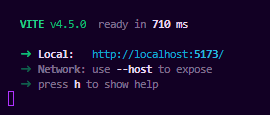 VITE v4.5.0 ready in 710 ms
➜ Local: http://localhost:5173/
➜ Network: use --host to expose
➜ press h to show help